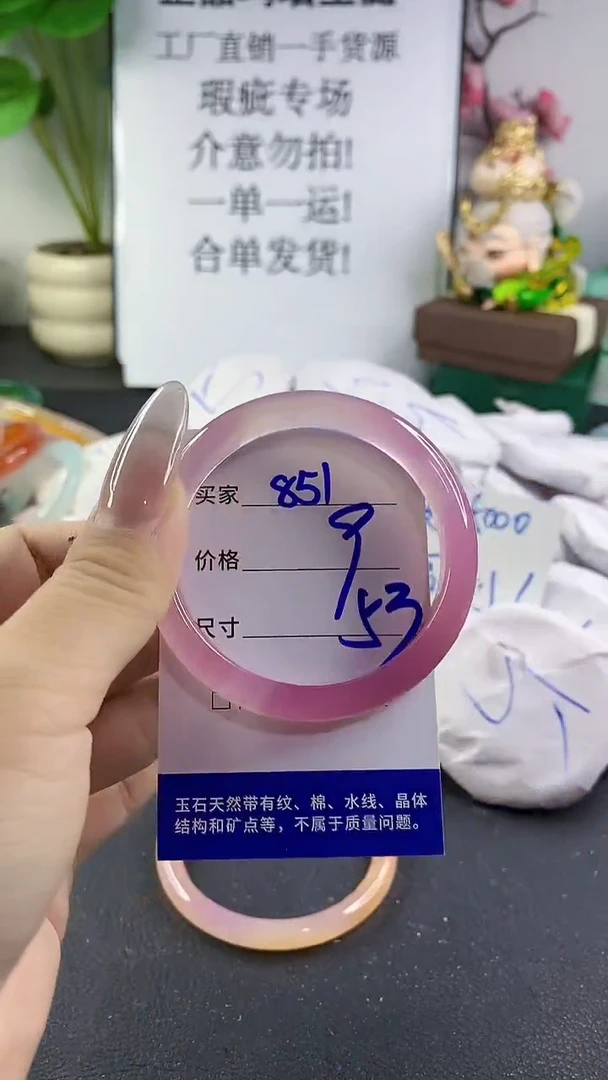 工厂直销一手货源
瑕疵专场
介意勿拍!
一单一运!
合单发货!
买家 851
价格 9
尺寸 53
玉石天然带有纹、棉、水线、晶体
结构和矿点等，不属于质量问题。